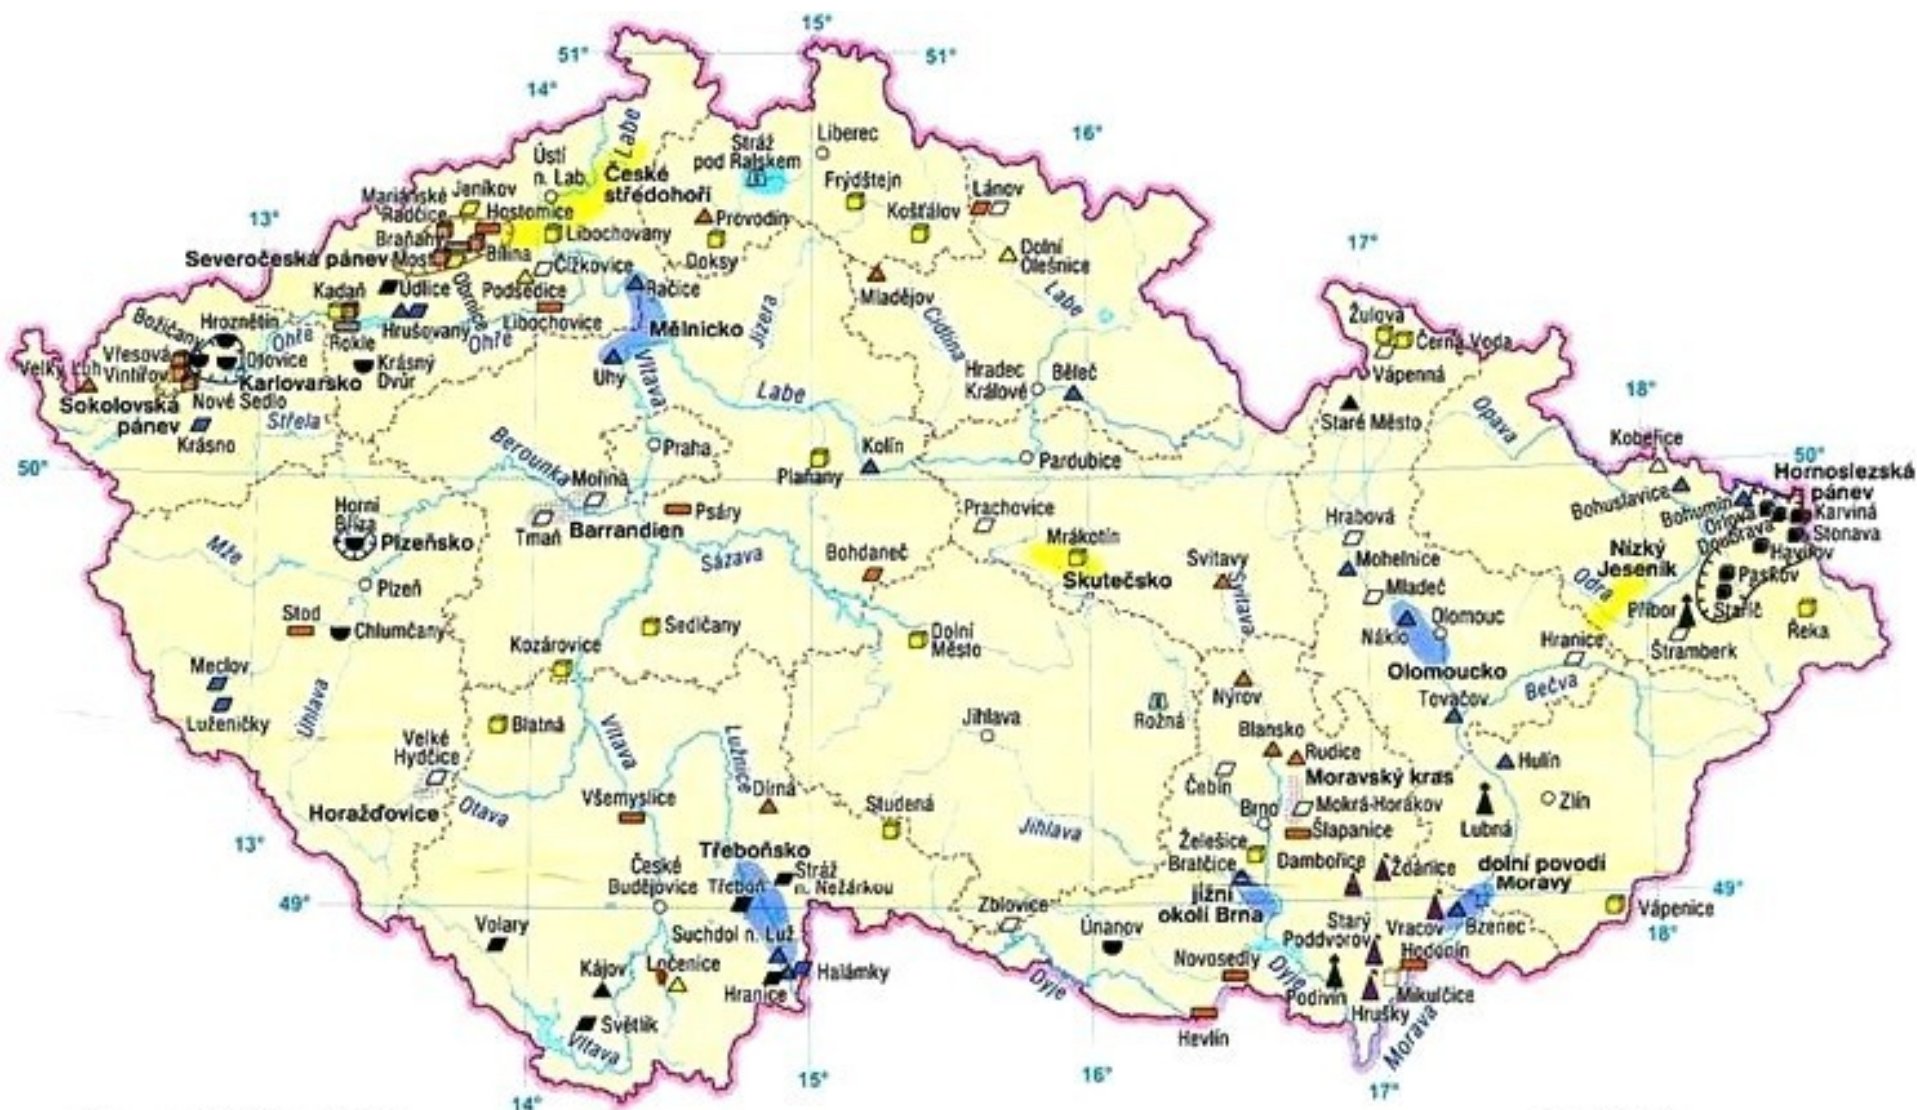 15°
51°
51°
14°
Labe
16°
Liberec
Stráž
pod Ralskem
Ústí
n. Lab.
České
středohoří
Frýdštejn
Lánov
Mariánské
Radčice
Jeníkov
Hostomice
Provodín
Košťálov
13°
17°
Braňany
Libochovany
Severočeská pánev
Most
Bílina
Čížkovice
Doksy
Dolní
Olešnice
Obrnice
Podsedice
Račice
Mladějov
Labe
Kadaň
Údlice
Hrušovany
Libochovice
Mělnicko
Jizera
Cidlina
Žulová
Černá Voda
Božičany
Hroznětín
Ohře
Rokle
Ohře
Vřesová
Krásný
Dvůr
Vápenná
Velký Luh
Vintířov
Karlovarsko
Uhy
Vltava
Hradec
Králové
Běleč
18°
Sokolovská
pánev
Nové Sedlo
Střela
Labe
Staré Město
Opava
Krásno
Berounka
Praha
Kolín
Kobeřice
50°
Mořina
Plaňany
Pardubice
50°
Hornoslezská
pánev
Horní
Bříza
Psáry
Prachovice
Hrabová
Bohuslavice
Bohumín
Orlová
Karviná
Tmaň
Barrandien
Doubrava
Stonava
Plzeňsko
Mže
Sázava
Bohdaneč
Mrákotín
Skutečsko
Svitavy
Mohelnice
Nízký
Jeseník
Havířov
Plzeň
Svitava
Mladeč
Odra
Paskov
Stod
Chlumčany
Sedlčany
Dolní
Město
Náklo
Olomouc
Příbor
Staříč
Řeka
Kozárovice
Hranice
Štramberk
Meclov
Olomoucko
Nýrov
Tovačov
Bečva
Luženičky
Úhlava
Blatná
Vltava
Lužnice
Jihlava
Rožná
Blansko
Rudice
Hulín
Velké
Hydčice
Čebín
Moravský kras
Dírná
Horažďovice
Otava
Všemyslice
Studená
Jihlava
Brno
Mokrá-Horákov
Zlín
Šlapanice
Lubná
13°
Třeboňsko
Želešice
Bratčice
Dambořice
Ždánice
dolní povodí
Moravy
České
Budějovice
Třeboň
Stráž
n. Nežárkou
49°
49°
jižní
okolí Brna
Zblovice
Únanov
Vápenice
Volary
Suchdol n. Luž.
Starý
Poddvorov
Vracov
Bzenec
18°
Kájov
Ločenice
Halámky
Novosedly
Hodonín
Hranice
Dyje
Dyje
Podivín
Mikulčice
Světlík
Hrušky
Vltava
Hevlín
Morava
14°
15°
16°
17°